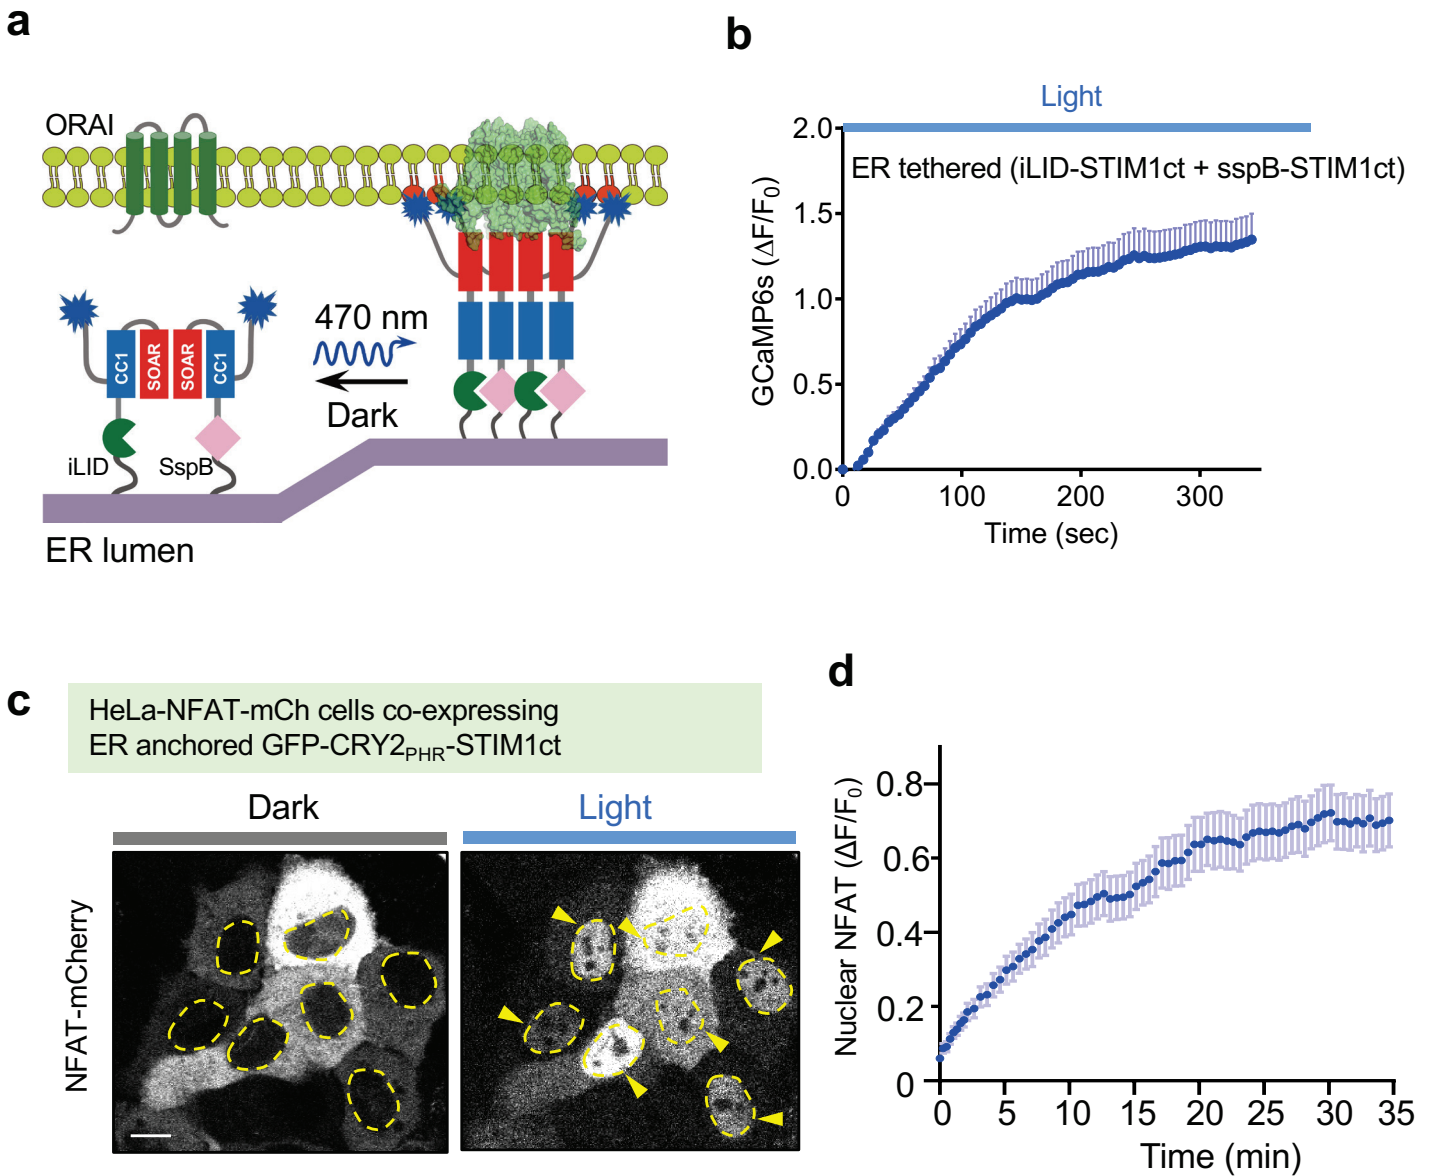 a
ORAI
470 nm
Dark
CC1
SOAR
SOAR
CC1
iLID
SspB
ER lumen
b
Light
ER tethered (iLID-STIM1ct + sspB-STIM1ct)
GCaMP6s (ΔF/F0)
2.0
1.5
1.0
0.5
0.0
0 100 200 300
Time (sec)
c
HeLa-NFAT-mCh cells co-expressing
ER anchored GFP-CRY2PHR-STIM1ct
Dark
Light
NFAT-mCherry
d
Nuclear NFAT (ΔF/F0)
0.8
0.6
0.4
0.2
0
0 5 10 15 20 25 30 35
Time (min)